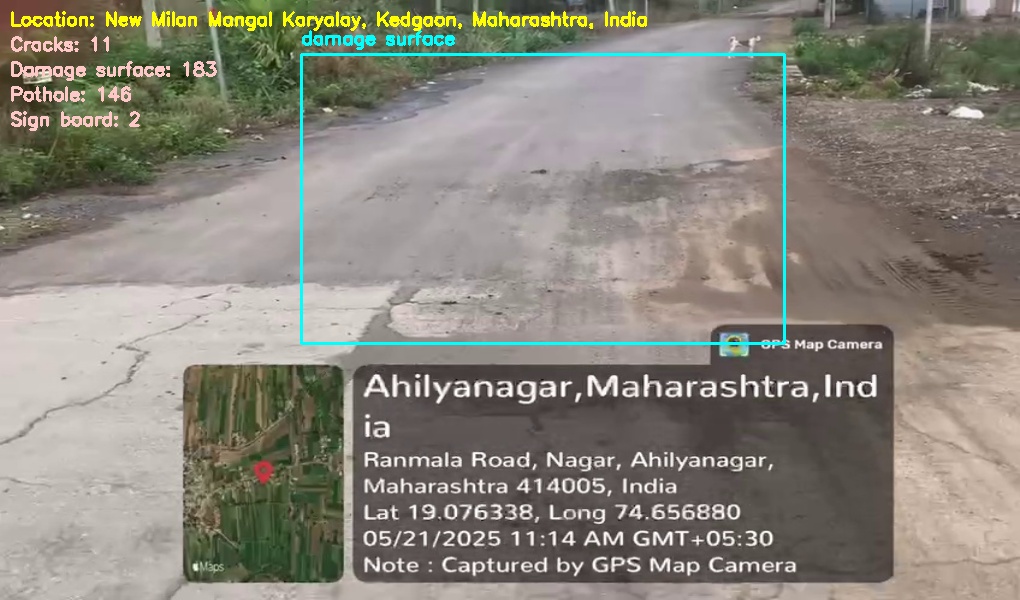 Location: New Milan Mangal Karyalay, Kedgaon, Maharashtra, India
damage surface
Cracks: 11
Damage surface: 183
Pothole: 146
Sign board: 2
GPS Map Camera
Ahilyanagar,Maharashtra,Ind
ia
Ranmala Road, Nagar, Ahilyanagar,
Maharashtra 414005, India
Lat 19.076338, Long 74.656880
05/21/2025 11:14 AM GMT+05:30
Note : Captured by GPS Map Camera
Maps